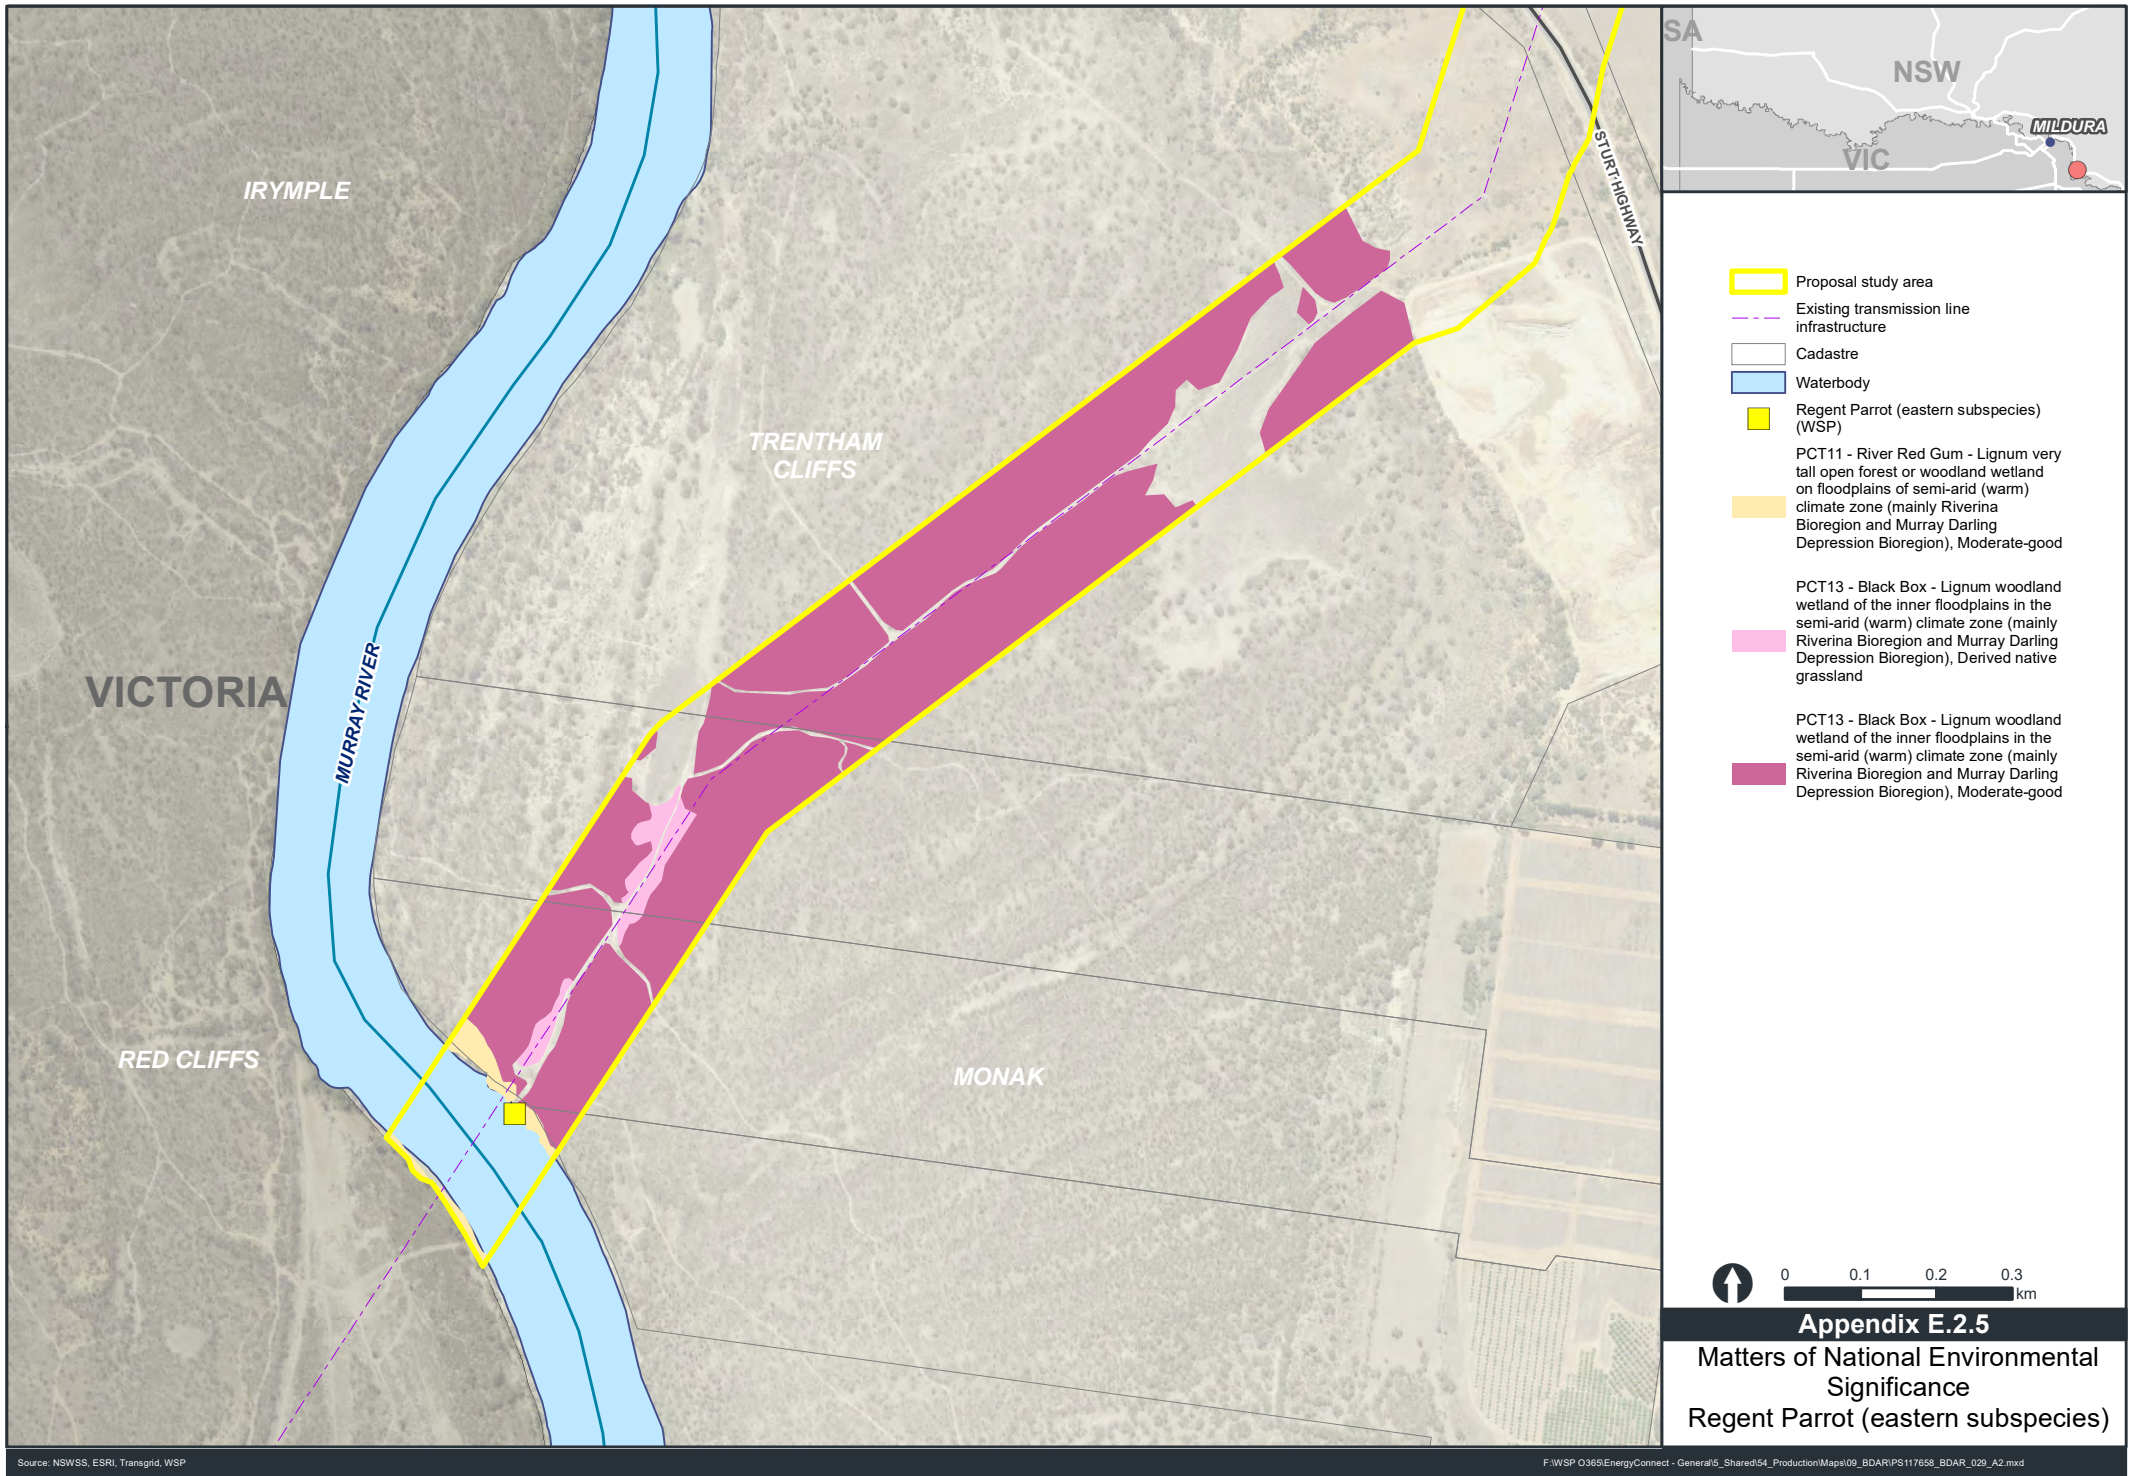 IRYMPLE
TRENTHAM
CLIFFS
STURT HIGHWAY
VICTORIA
MURRAY RIVER
RED CLIFFS
MONAK
SA
NSW
MILDURA
VIC
Proposal study area
Existing transmission line
infrastructure
Cadastre
Waterbody
Regent Parrot (eastern subspecies)
(WSP)
PCT11 - River Red Gum - Lignum very
tall open forest or woodland wetland
on floodplains of semi-arid (warm)
climate zone (mainly Riverina
Bioregion and Murray Darling
Depression Bioregion), Moderate-good
PCT13 - Black Box - Lignum woodland
wetland of the inner floodplains in the
semi-arid (warm) climate zone (mainly
Riverina Bioregion and Murray Darling
Depression Bioregion), Derived native
grassland
PCT13 - Black Box - Lignum woodland
wetland of the inner floodplains in the
semi-arid (warm) climate zone (mainly
Riverina Bioregion and Murray Darling
Depression Bioregion), Moderate-good
0 0.1 0.2 0.3
km
Appendix E.2.5
Matters of National Environmental
Significance
Regent Parrot (eastern subspecies)
Source: NSWSS, ESRI, Transgrid, WSP
F:\WSP O365\EnergyConnect - General\5_Shared\54_Production\Maps\09_BDAR\PS117658_BDAR_029_A2.mxd